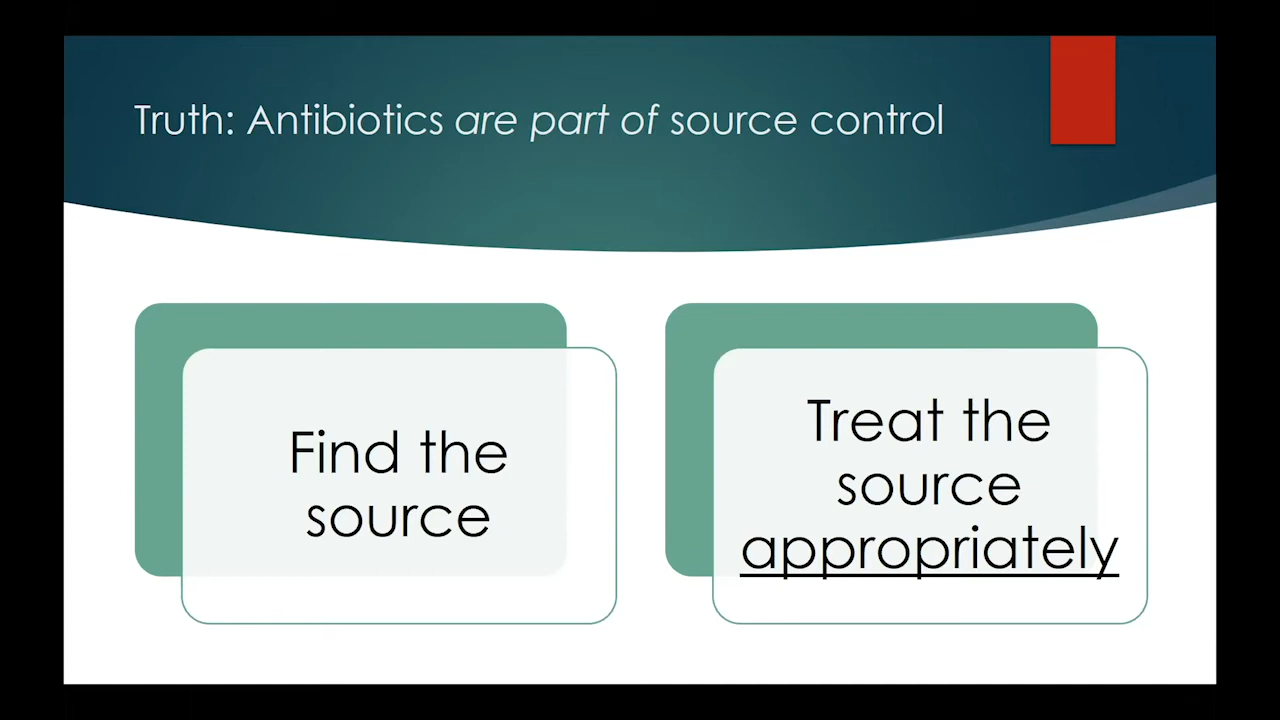 Truth: Antibiotics are part of source control
Find the
source
Treat the
source
appropriately